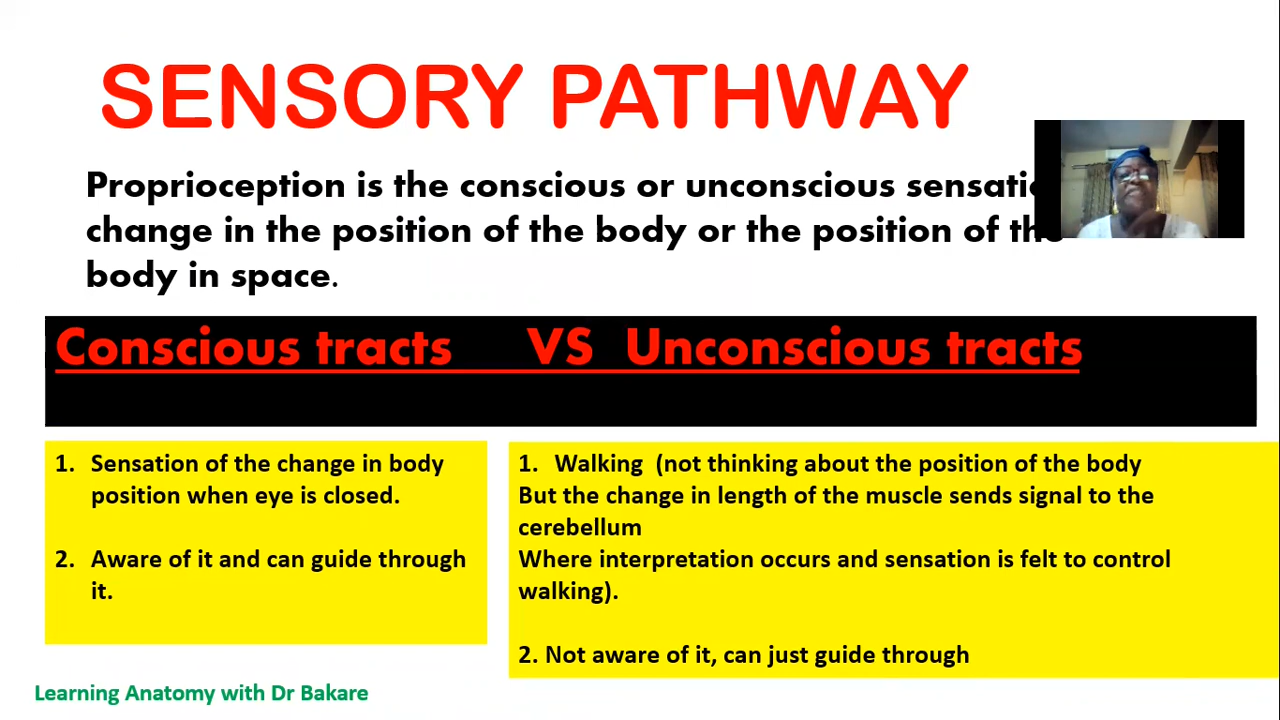 SENSORY PATHWAY
Proprioception is the conscious or unconscious
change in the position of the body or the position of the
body in space.
Conscious tracts VS Unconscious tracts
1. Sensation of the change in body
position when eye is closed.
2. Aware of it and can guide through
it.
1. Walking (not thinking about the position of the body
But the change in length of the muscle sends signal to the
cerebellum
Where interpretation occurs and sensation is felt to control
walking).
2. Not aware of it, can just guide through
Learning Anatomy with Dr Bakare